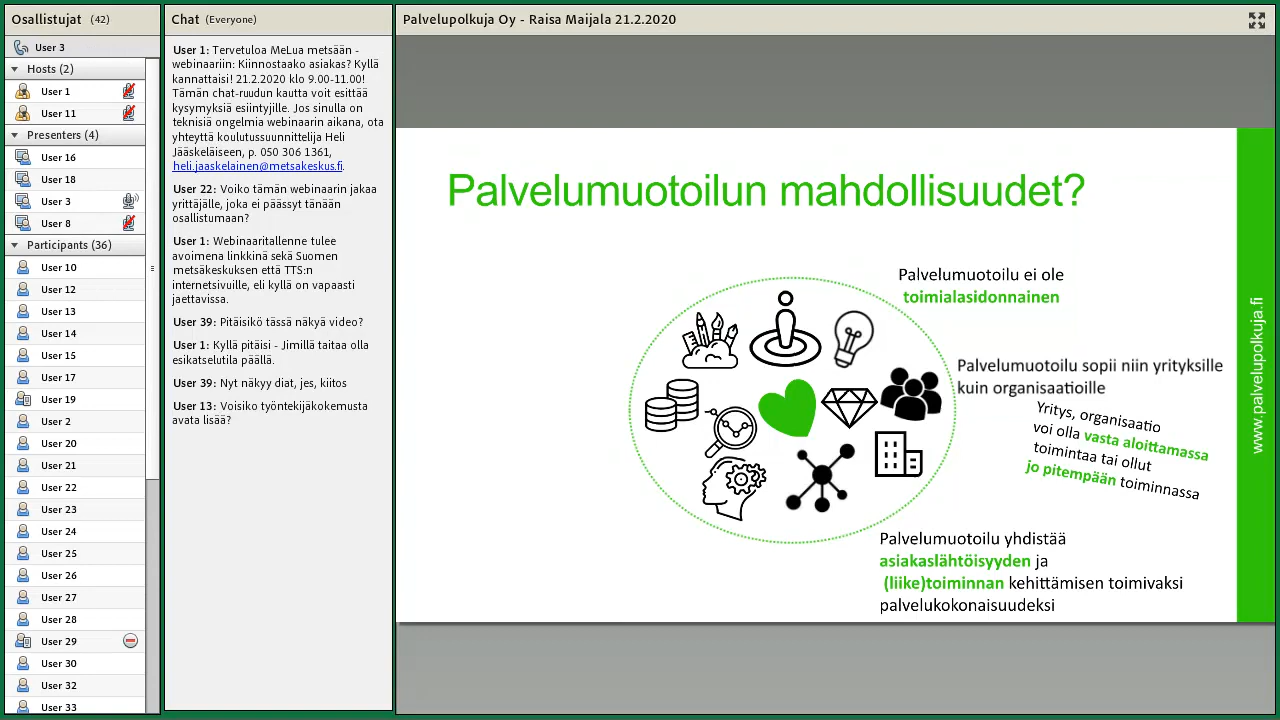 Osallistujat (42)
User 3
Hosts (2)
User 1
User 11
Presenters (4)
User 16
User 18
User 3
User 8
Participants (36)
User 10
User 12
User 13
User 14
User 15
User 17
User 19
User 2
User 20
User 21
User 22
User 23
User 24
User 25
User 26
User 27
User 28
User 29
User 30
User 32
User 33
Chat (Everyone)
User 1: Tervetuloa MeLua metsään -
webinaariin: Kiinnostaako asiakas? Kyllä
kannattaisi! 21.2.2020 klo 9.00-11.00!
Tämän chat-ruudun kautta voit esittää
kysymyksiä esiintyjille. Jos sinulla on
teknisiä ongelmia webinaarin aikana, ota
yhteyttä koulutussuunnittelija Heli
Jääskeläiseen, p. 050 306 1361,
heli.jaaskelainen@metsakeskus.fi.
User 22: Voiko tämän webinaarin jakaa
yrittäjälle, joka ei päässyt tänään
osallistumaan?
User 1: Webinaaritallenne tulee
avoimena linkkinä sekä Suomen
metsäkeskuksen että TTS:n
internetsivuille, eli kyllä on vapaasti
jaettavissa.
User 39: Pitäisikö tässä näkyä video?
User 1: Kyllä pitäisi - Jimillä taitaa olla
esikatselutila päällä.
User 39: Nyt näkyy diat, jes, kiitos
User 13: Voisiko työntekijäkokemusta
avata lisää?
Palvelupolkuja Oy - Raisa Maijala 21.2.2020
Palvelumuotoilun mahdollisuudet?
Palvelumuotoilu ei ole
toimialasidonnainen
Palvelumuotoilu sopii niin yrityksille
kuin organisaatioille
Yritys, organisaatio
voi olla vasta aloittamassa
toimintaa tai ollut
jo pitempään toiminnassa
Palvelumuotoilu yhdistää
asiakaslähtöisyyden ja
(liike)toiminnan kehittämisen toimivaksi
palvelukokonaisuudeksi
www.palvelupolkuja.fi